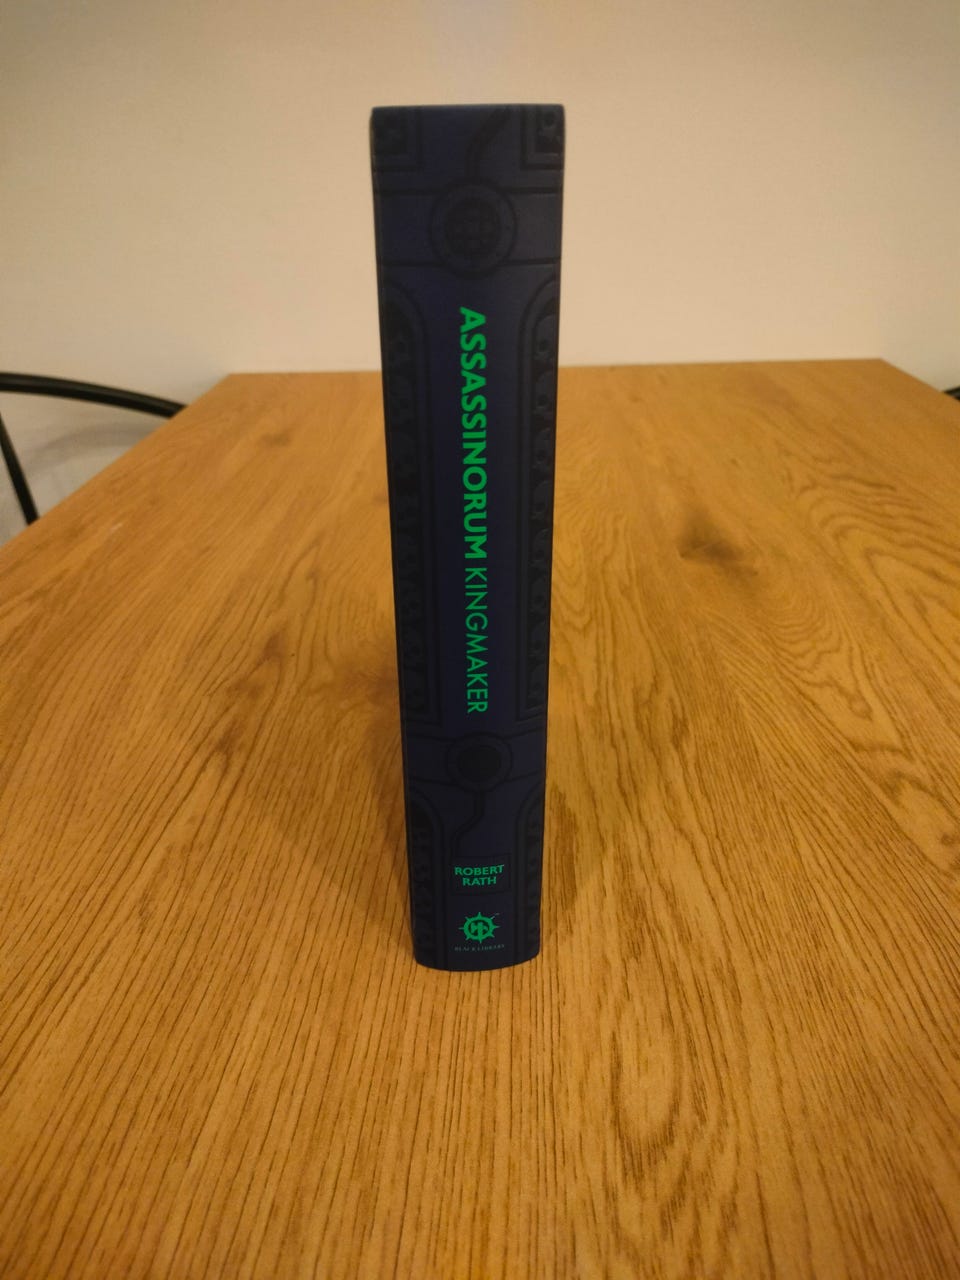 ASSASSINORUM KINGMAKER
ROBERT
RATH
BLACK LIBRARY